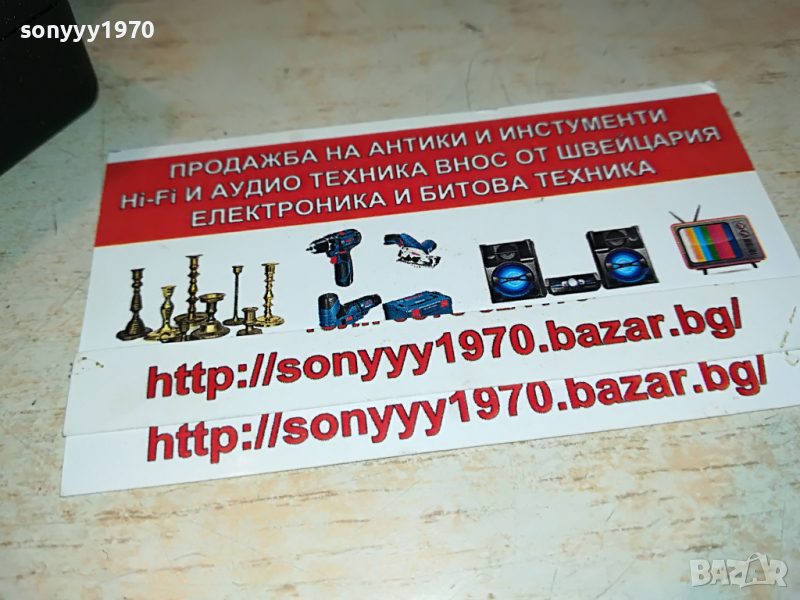 sonyyy1970
ПРОДАЖБА НА АНТИКИ И ИНСТУМЕНТИ
Hi-Fi И АУДИО ТЕХНИКА ВНОС ОТ ШВЕЙЦАРИЯ
ЕЛЕКТРОНИКА И БИТОВА ТЕХНИКА
http://sonyyy1970.bazar.bg/
http://sonyyy1970.bazar.bg/
BAZAR